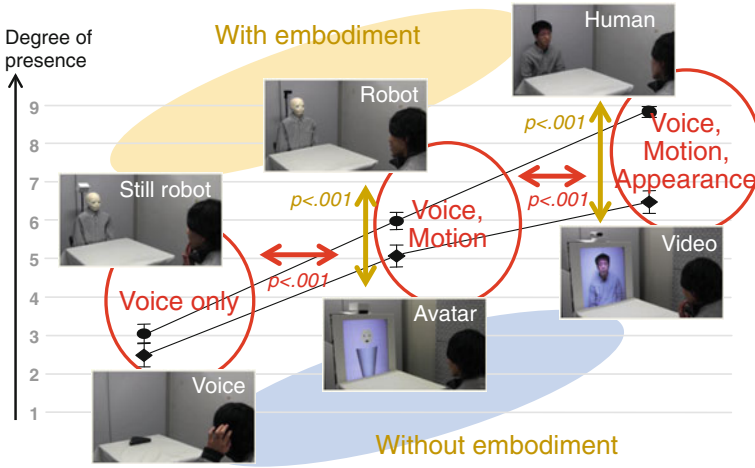 Degree of
presence
9
8
7
6
5
4
3
2
1
With embodiment
Human
Robot
Still robot
p<.001
p<.001
p<.001
p<.001
Voice only
Voice,
Motion
Voice,
Motion,
Appearance
Voice
Avatar
Video
Without embodiment